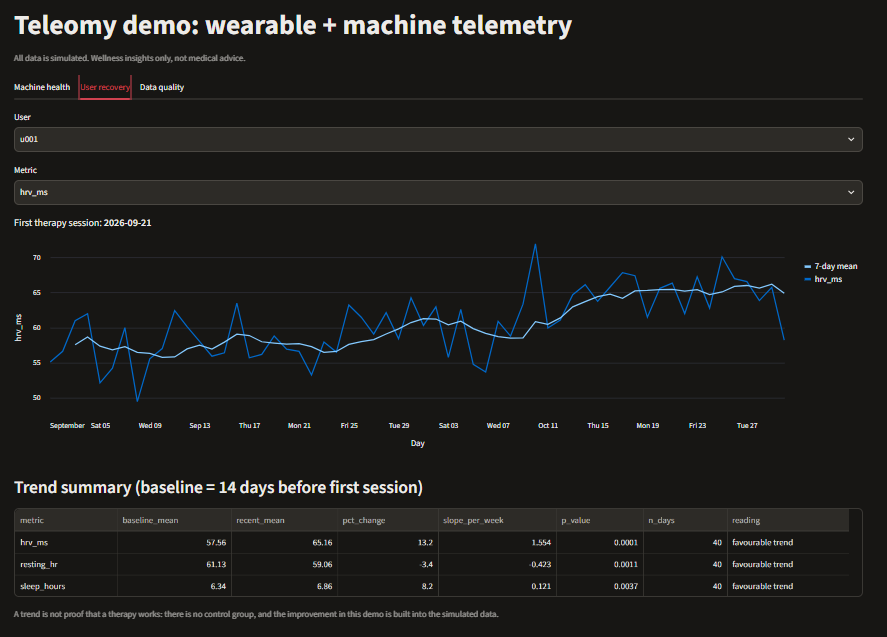 Teleomy demo: wearable + machine telemetry
All data is simulated. Wellness insights only, not medical advice.
Machine health User recovery Data quality
User
u001
Metric
hrv_ms
First therapy session: 2026-09-21
70
65
60
55
50
hrv_ms
7-day mean
hrv_ms
September Sat 05 Wed 09 Sep 13 Thu 17 Mon 21 Fri 25 Tue 29 Sat 03 Wed 07 Oct 11 Thu 15 Mon 19 Fri 23 Tue 27
Day
Trend summary (baseline = 14 days before first session)
metric baseline_mean recent_mean pct_change slope_per_week p_value n_days reading
hrv_ms 57.56 65.16 13.2 1.554 0.0001 40 favourable trend
resting_hr 61.13 59.06 -3.4 -0.423 0.0011 40 favourable trend
sleep_hours 6.34 6.86 8.2 0.121 0.0037 40 favourable trend
A trend is not proof that a therapy works: there is no control group, and the improvement in this demo is built into the simulated data.